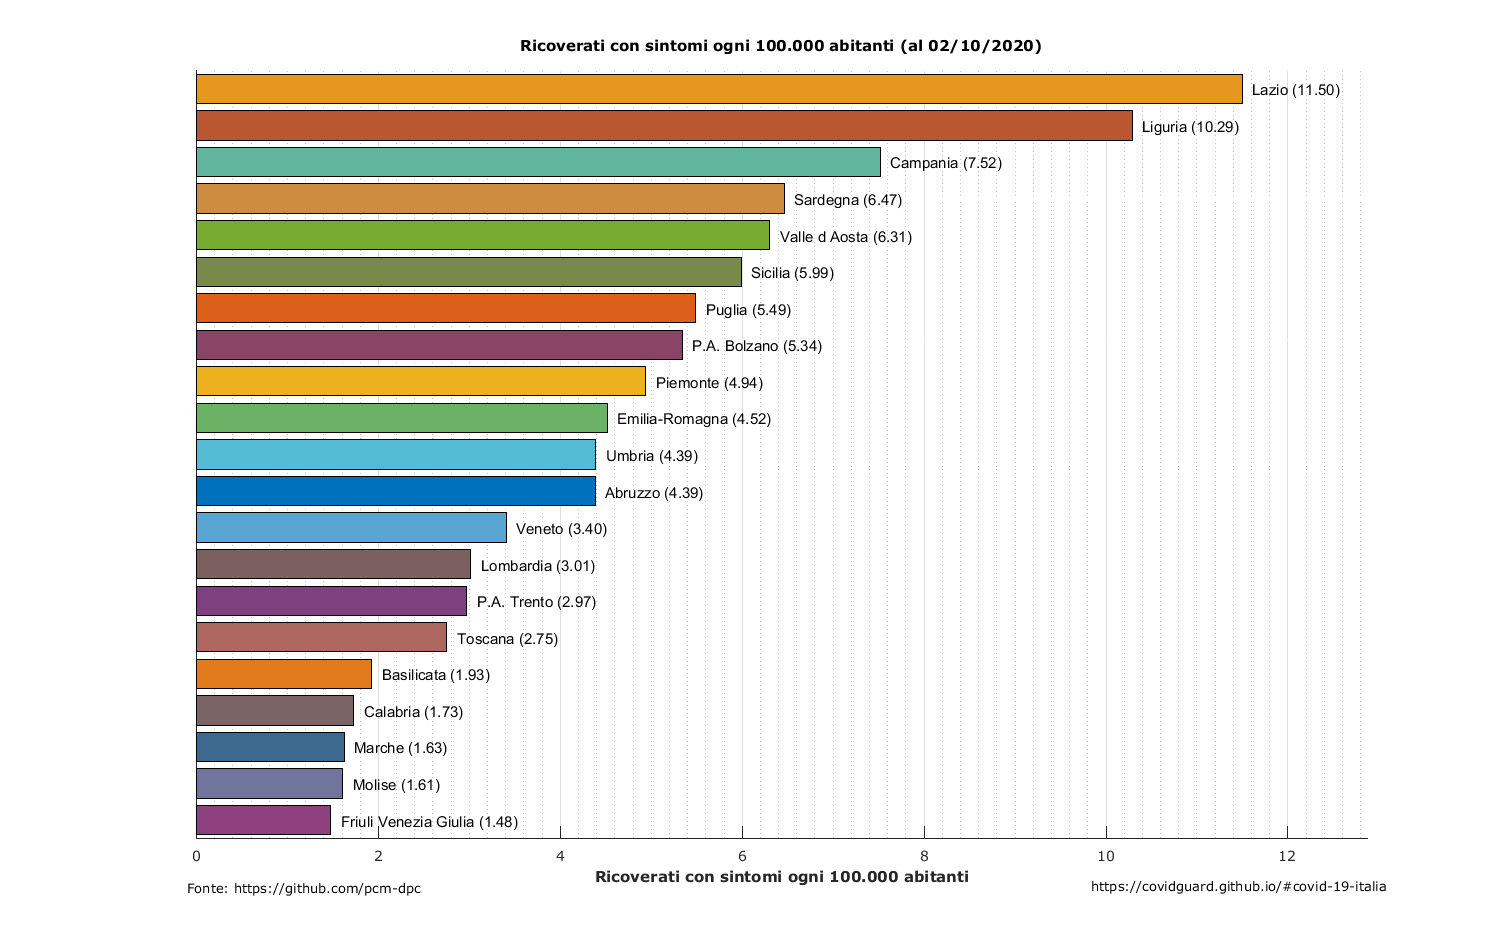 Ricoverati con sintomi ogni 100.000 abitanti (al 02/10/2020)
Lazio (11.50)
Liguria (10.29)
Campania (7.52)
Sardegna (6.47)
Valle d Aosta (6.31)
Sicilia (5.99)
Puglia (5.49)
P.A. Bolzano (5.34)
Piemonte (4.94)
Emilia-Romagna (4.52)
Umbria (4.39)
Abruzzo (4.39)
Veneto (3.40)
Lombardia (3.01)
P.A. Trento (2.97)
Toscana (2.75)
Basilicata (1.93)
Calabria (1.73)
Marche (1.63)
Molise (1.61)
Friuli Venezia Giulia (1.48)
0 2 4 6 8 10 12
Ricoverati con sintomi ogni 100.000 abitanti
Fonte: https://github.com/pcm-dpc
https://covidguard.github.io/#covid-19-italia